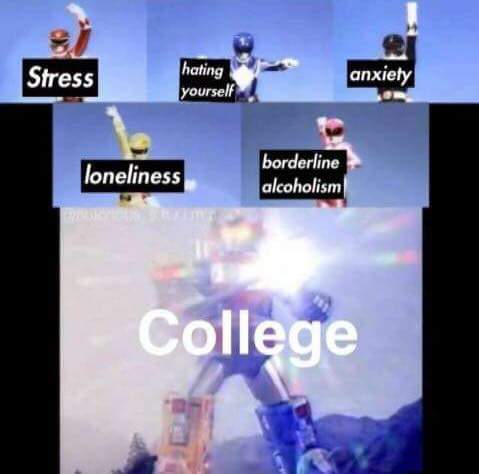 Stress
hating
yourself
anxiety
loneliness
borderline
alcoholism
College